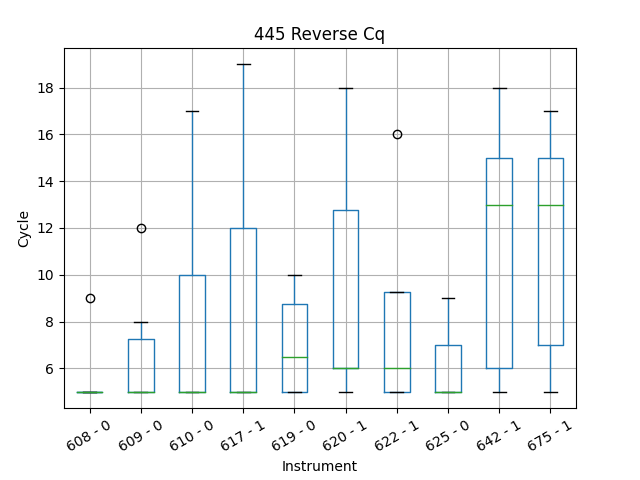 445 Reverse Cq
18
16
14
12
10
8
6
Cycle
608 - 0
609 - 0
610 - 0
617 - 1
619 - 0
620 - 1
622 - 1
625 - 0
642 - 1
675 - 1
Instrument